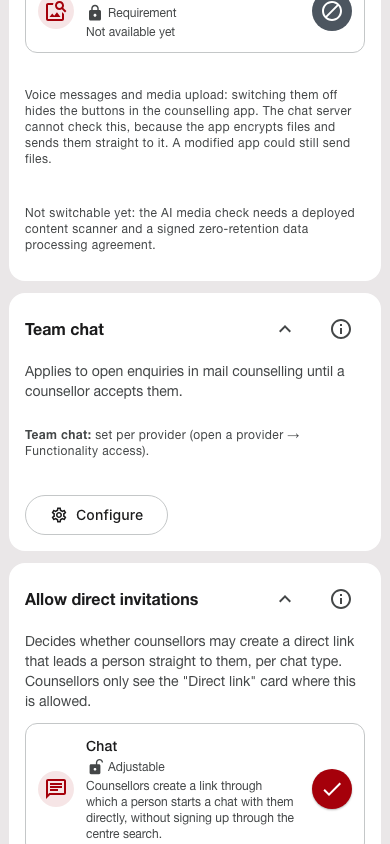 Requirement
Not available yet
Voice messages and media upload: switching them off
hides the buttons in the counselling app. The chat server
cannot check this, because the app encrypts files and
sends them straight to it. A modified app could still send
files.
Not switchable yet: the AI media check needs a deployed
content scanner and a signed zero-retention data
processing agreement.
Team chat
Applies to open enquiries in mail counselling until a
counsellor accepts them.
Team chat: set per provider (open a provider →
Functionality access).
Configure
Allow direct invitations
Decides whether counsellors may create a direct link
that leads a person straight to them, per chat type.
Counsellors only see the "Direct link" card where this
is allowed.
Chat
Adjustable
Counsellors create a link through
which a person starts a chat with them
directly, without signing up through the
centre search.